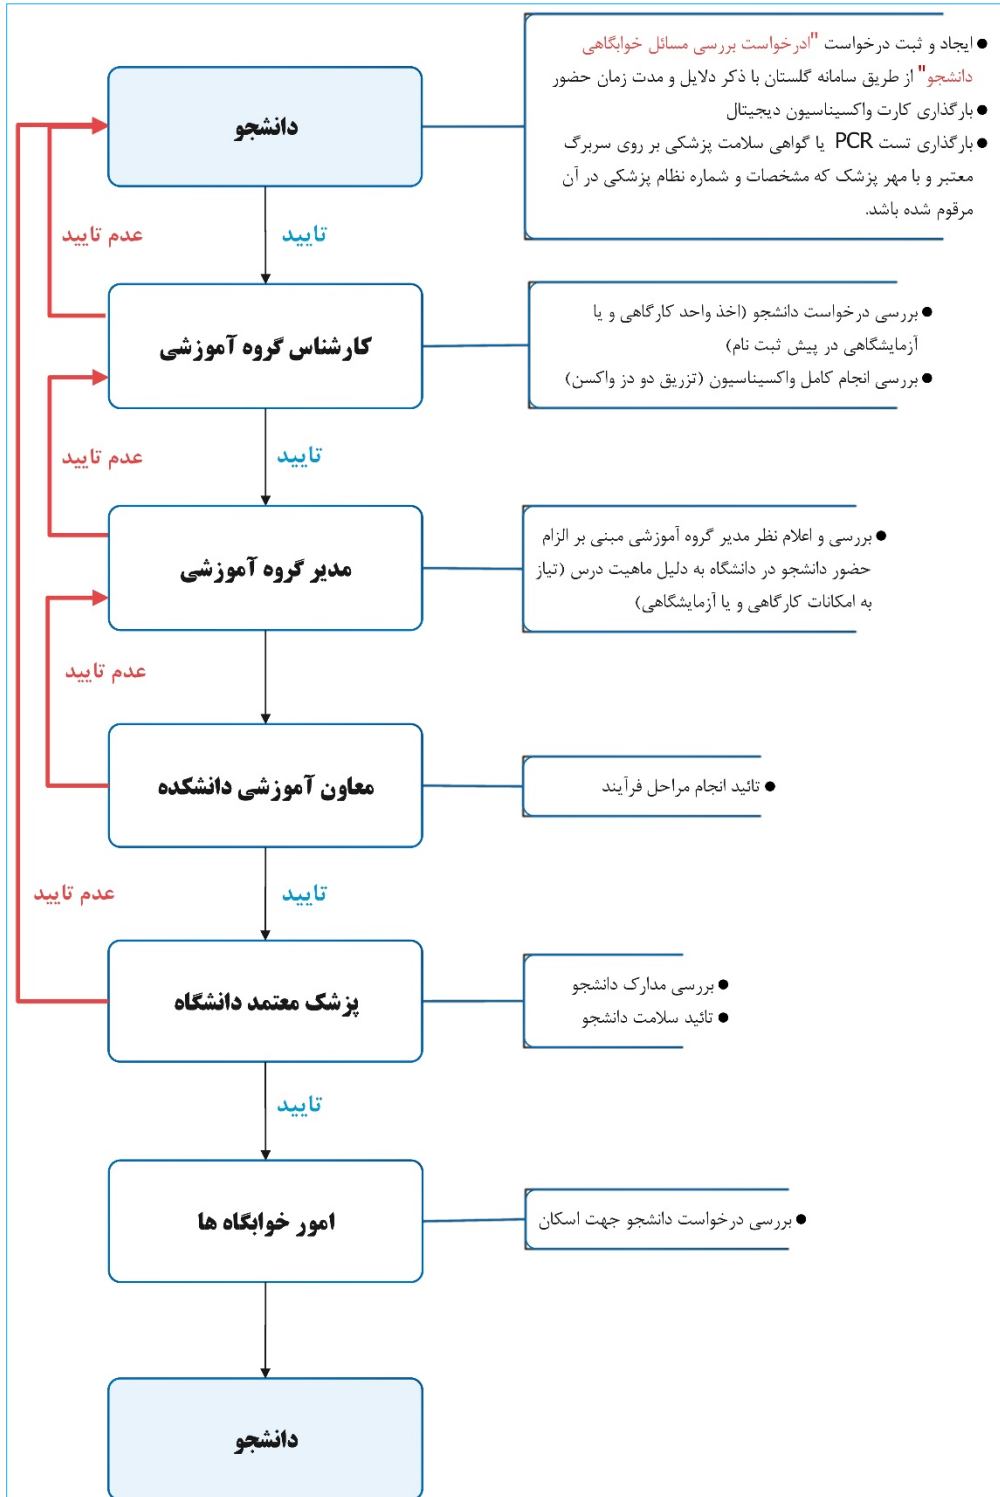 ● ایجاد و ثبت درخواست "ادرخواست بررسی مسائل خوابگاهی
دانشجو" از طریق سامانه گلستان با ذکر دلایل و مدت زمان حضور
● بارگذاری کارت واکسیناسیون دیجیتال
● بارگذاری تست PCR یا گواهی سلامت پزشکی بر روی سربرگ
معتبر و با مهر پزشک که مشخصات و شماره نظام پزشکی در آن
مرقوم شده باشد.
دانشجو
تایید
عدم تایید
● بررسی درخواست دانشجو (اخذ واحد کارگاهی و یا
آزمایشگاهی در پیش ثبت نام)
● بررسی انجام کامل واکسیناسیون (تزریق دو دز واکسن)
کارشناس گروه آموزشی
تایید
عدم تایید
● بررسی و اعلام نظر مدیر گروه آموزشی مبنی بر الزام
حضور دانشجو در دانشگاه به دلیل ماهیت درس (تیاز
به امکانات کارگاهی و یا آزمایشگاهی)
مدیر گروه آموزشی
عدم تایید
● تائید انجام مراحل فرآیند
معاون آموزشی دانشکده
تایید
عدم تایید
● بررسی مدارک دانشجو
● تائید سلامت دانشجو
پزشک معتمد دانشگاه
تایید
● بررسی درخواست دانشجو جهت اسکان
امور خوابگاه ها
دانشجو